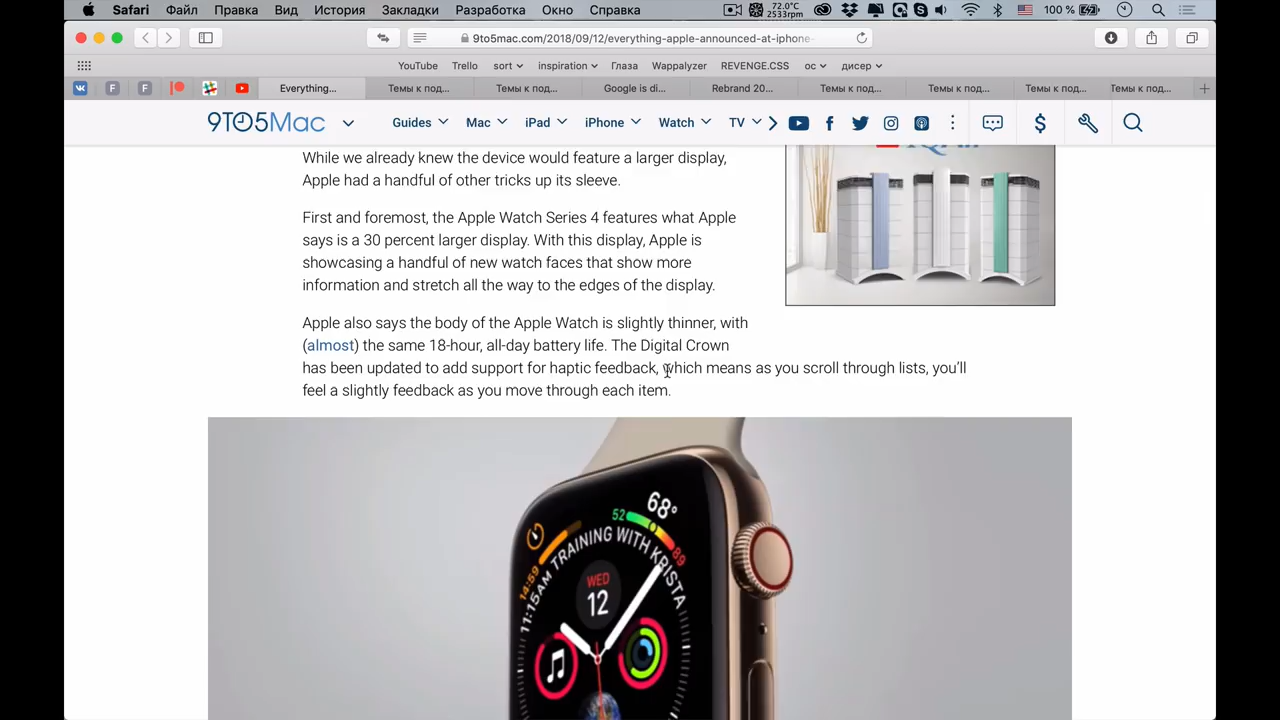 Safari Файл Правка Вид История Закладки Разработка Окно Справка 72.0°C 2533rpm 100 %
9to5mac.com/2018/09/12/everything-apple-announced-at-iphone-
YouTube Trello sort inspiration Глаза Wappalyzer REVENGE.CSS ос дисер
F F Everything... Темы к под... Темы к под... Google is di... Rebrand 20... Темы к под... Темы к под... Темы к под... Темы к под...
9TO5Mac Guides Mac iPad iPhone Watch TV
While we already knew the device would feature a larger display,
Apple had a handful of other tricks up its sleeve.
First and foremost, the Apple Watch Series 4 features what Apple
says is a 30 percent larger display. With this display, Apple is
showcasing a handful of new watch faces that show more
information and stretch all the way to the edges of the display.
Apple also says the body of the Apple Watch is slightly thinner, with
(almost) the same 18-hour, all-day battery life. The Digital Crown
has been updated to add support for haptic feedback, which means as you scroll through lists, you'll
feel a slightly feedback as you move through each item.
68°
52
89
14:59
11:15AM TRAINING WITH KRISTA
WED
12